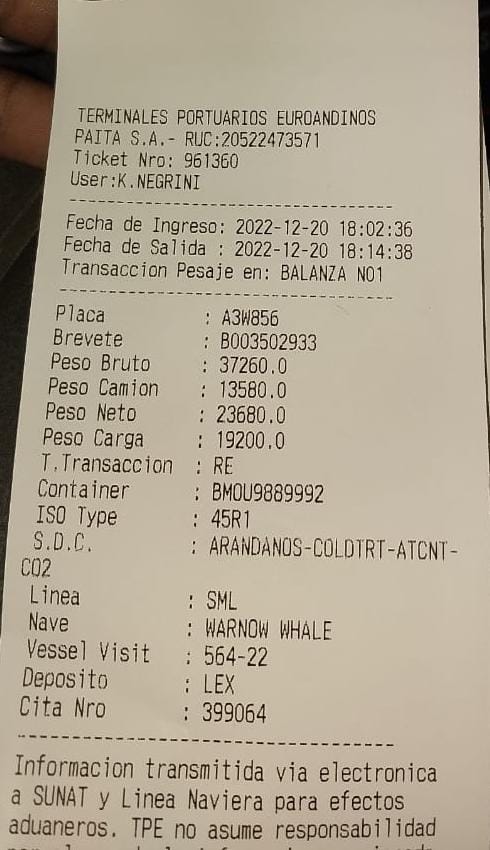 TERMINALES PORTUARIOS EUROANDINOS
PAITA S.A.- RUC:20522473571
Ticket Nro: 961360
User:K.NEGRINI
Fecha de Ingreso: 2022-12-20 18:02:36
Fecha de Salida : 2022-12-20 18:14:38
Transaccion Pesaje en: BALANZA NO1
Placa : A3W856
Brevete : B003502933
Peso Bruto : 37260.0
Peso Camion : 13580.0
Peso Neto : 23680.0
Peso Carga : 19200.0
T.Transaccion : RE
Container : BMOU9889992
ISO Type : 45R1
S.D.C. : ARANDANOS-COLDTRT-ATCNT-
CO2
Linea : SML
Nave : WARNOW WHALE
Vessel Visit : 564-22
Deposito : LEX
Cita Nro : 399064
Informacion transmitida via electronica
a SUNAT y Linea Naviera para efectos
aduaneros. TPE no asume responsabilidad